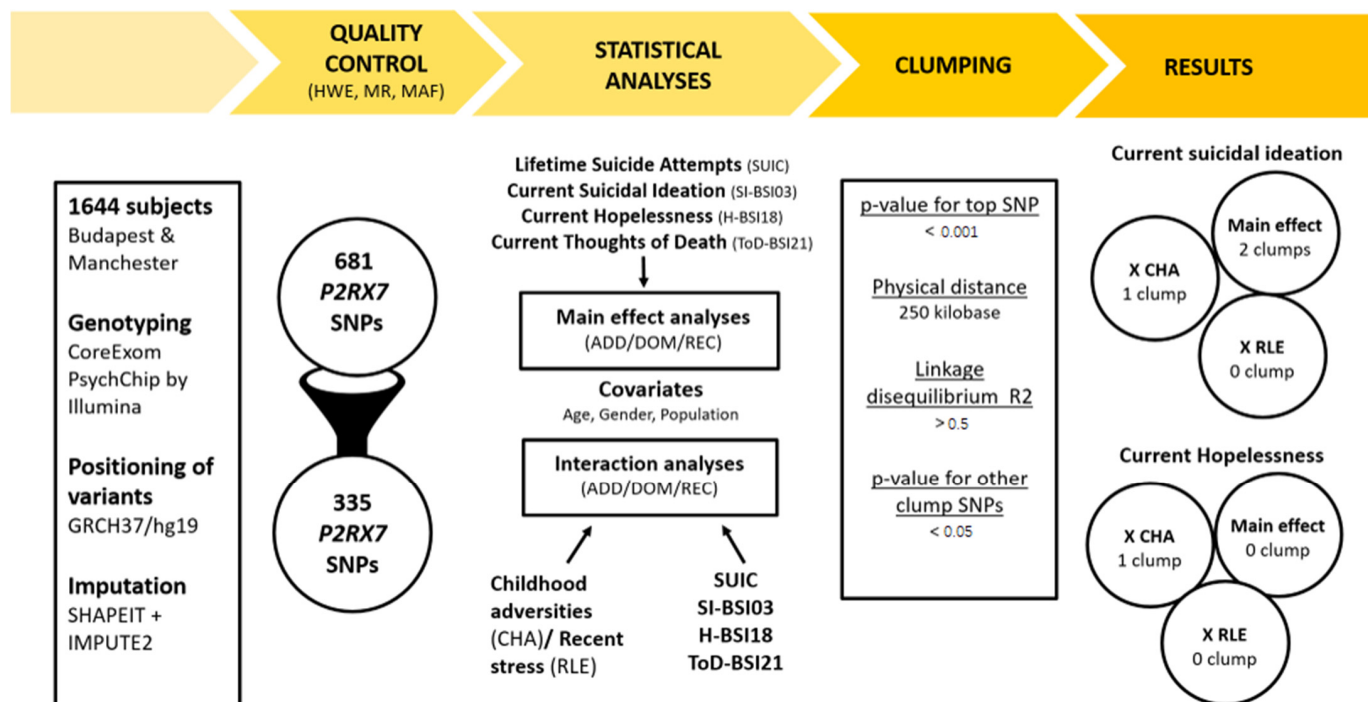 QUALITY
CONTROL
(HWE, MR, MAF)
STATISTICAL
ANALYSES
CLUMPING
RESULTS
1644 subjects
Budapest &
Manchester
Genotyping
CoreExom
PsychChip by
Illumina
Positioning of
variants
GRCH37/hg19
Imputation
SHAPEIT +
IMPUTE2
681
P2RX7
SNPs
335
P2RX7
SNPs
Lifetime Suicide Attempts (SUIC)
Current Suicidal Ideation (SI-BSI03)
Current Hopelessness (H-BSI18)
Current Thoughts of Death (ToD-BSI21)
Main effect analyses
(ADD/DOM/REC)
Covariates
Age, Gender, Population
Interaction analyses
(ADD/DOM/REC)
Childhood
adversities
(CHA)/ Recent
stress (RLE)
SUIC
SI-BSI03
H-BSI18
ToD-BSI21
p-value for top SNP
< 0.001
Physical distance
250 kilobase
Linkage
disequilibrium R2
> 0.5
p-value for other
clump SNPs
< 0.05
Current suicidal ideation
Main effect
2 clumps
X CHA
1 clump
X RLE
0 clump
Current Hopelessness
X CHA
1 clump
Main effect
0 clump
X RLE
0 clump